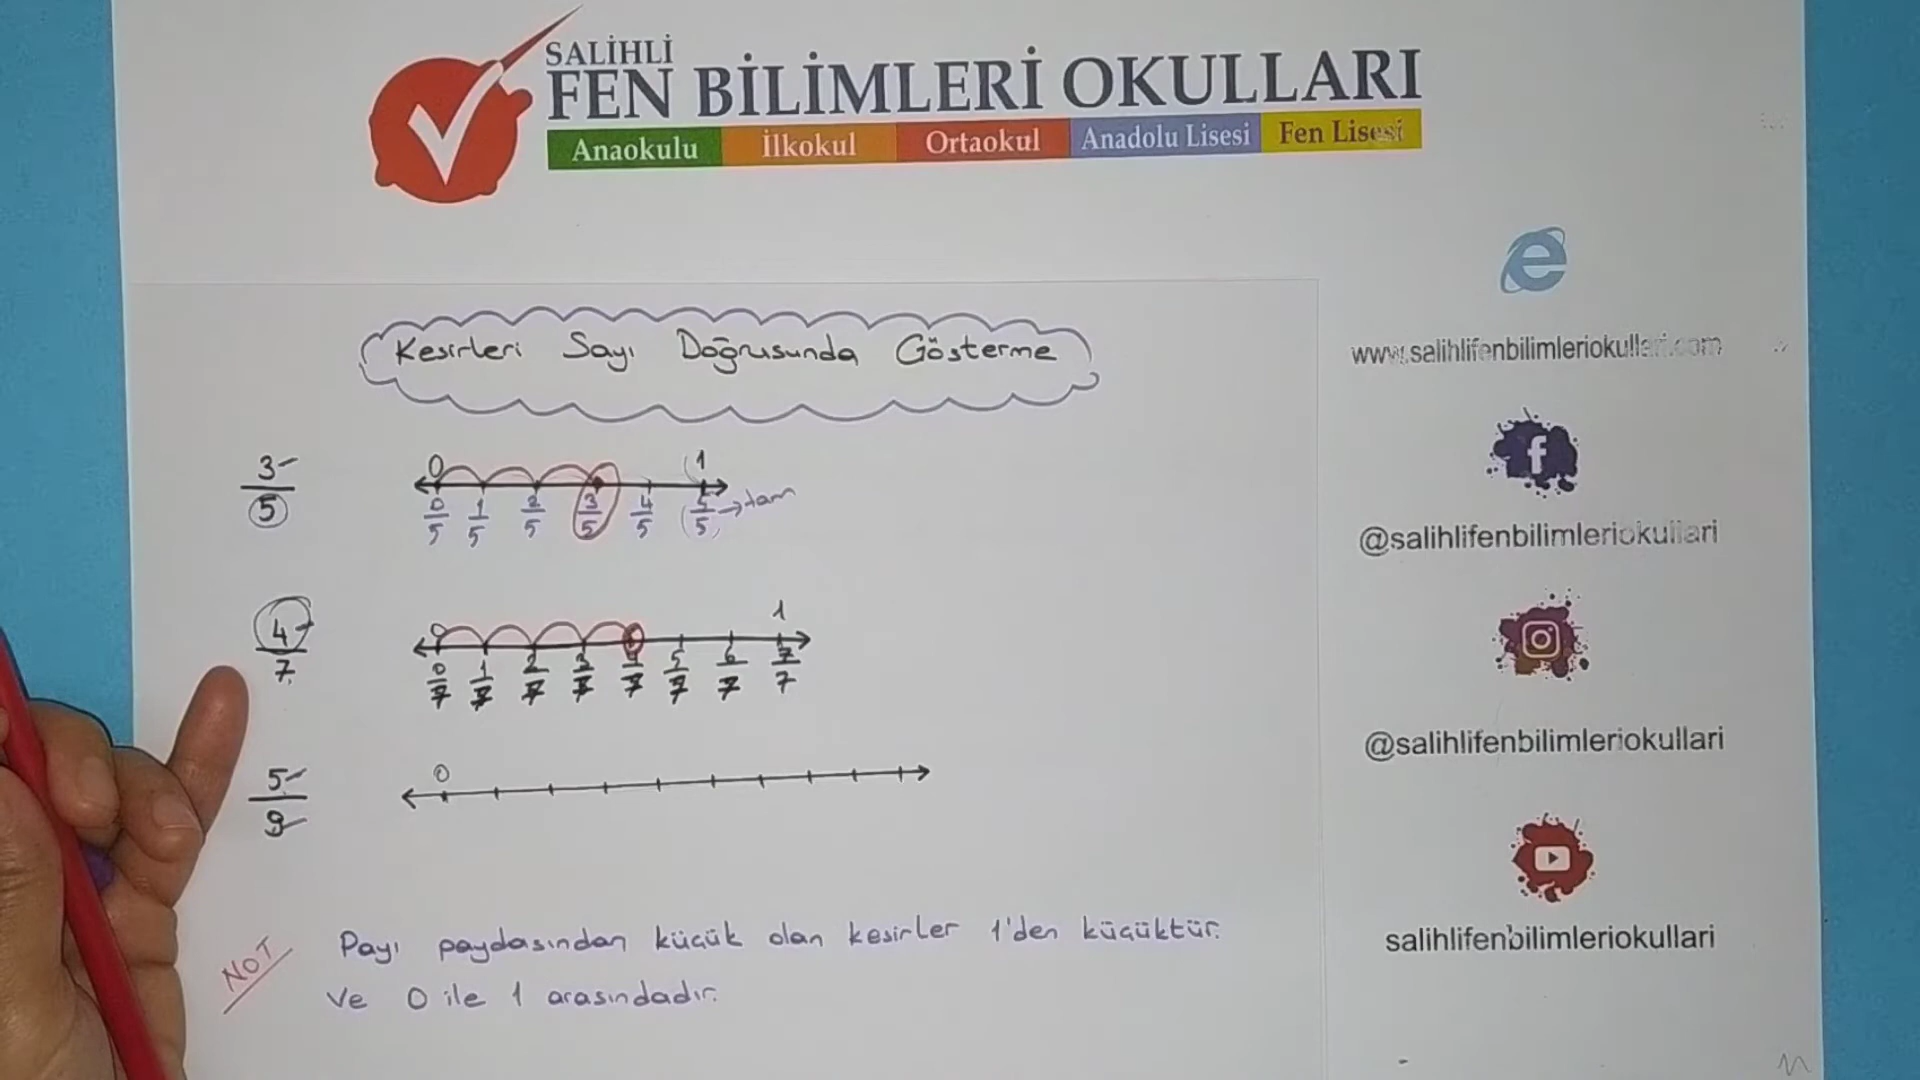 SALİHLİ
FEN BİLİMLERİ OKULLARI
Anaokulu İlkokul Ortaokul Anadolu Lisesi Fen Lisesi
www.salihlifenbilimleriokullari.com
@salihlifenbilimleriokullari
@salihlifenbilimleriokullari
salihlifenbilimleriokullari
Kesirleri Sayı Doğrusunda Gösterme
3/5
0 1
0/5 1/5 2/5 3/5 4/5 5/5 → tam
4/7
0 1
0/7 1/7 2/7 3/7 4/7 5/7 6/7 7/7
5/9
0
NOT
Payı paydasından küçük olan kesirler 1'den küçüktür.
Ve 0 ile 1 arasındadır.